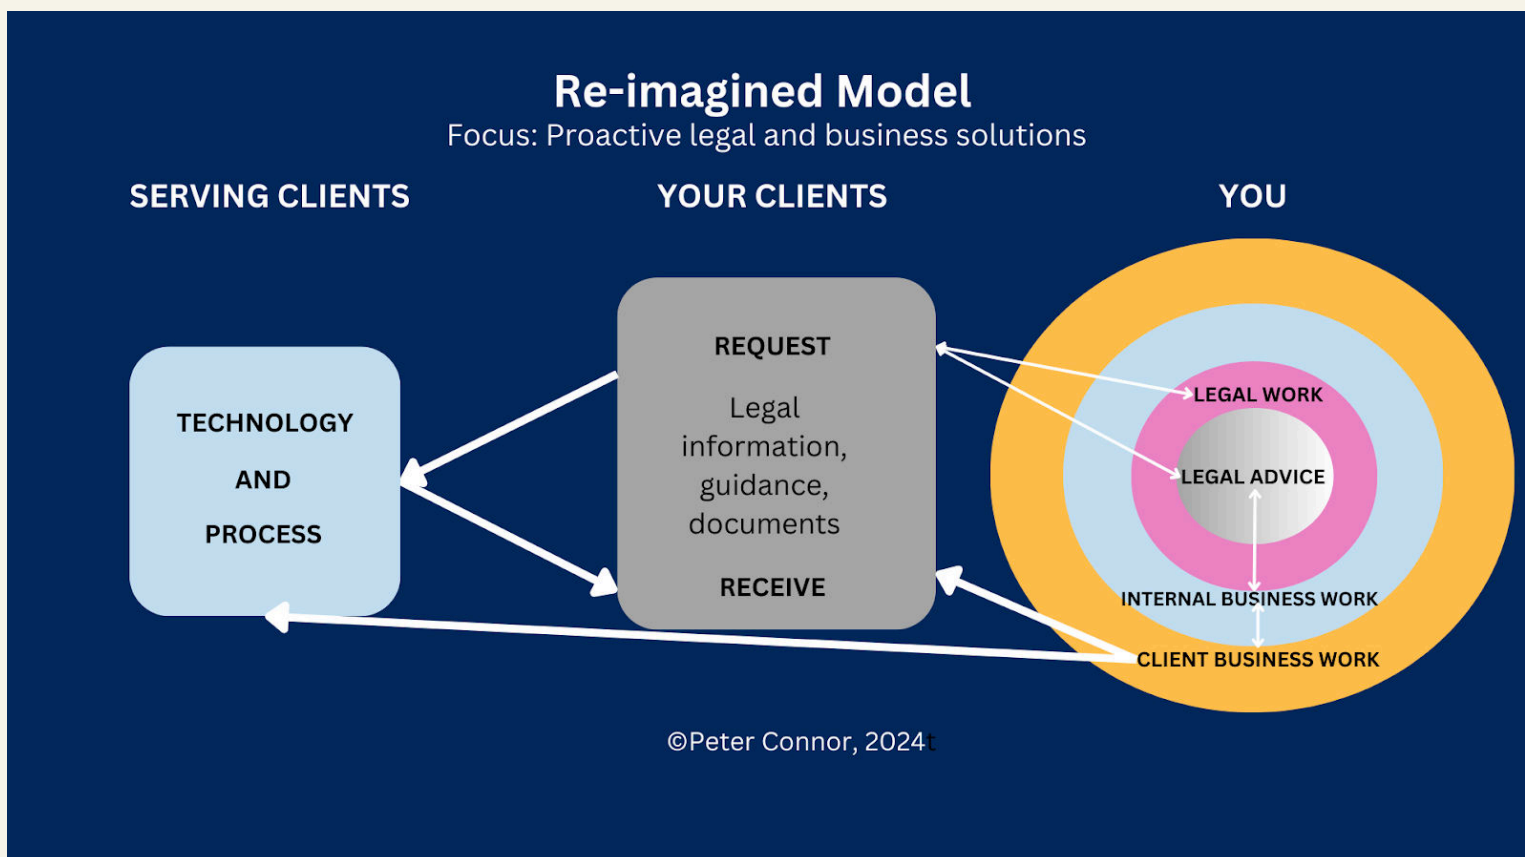 Re-imagined Model
Focus: Proactive legal and business solutions
SERVING CLIENTS
YOUR CLIENTS
YOU
TECHNOLOGY
AND
PROCESS
REQUEST
Legal
information,
guidance,
documents
RECEIVE
LEGAL WORK
LEGAL ADVICE
INTERNAL BUSINESS WORK
CLIENT BUSINESS WORK
©Peter Connor, 2024t